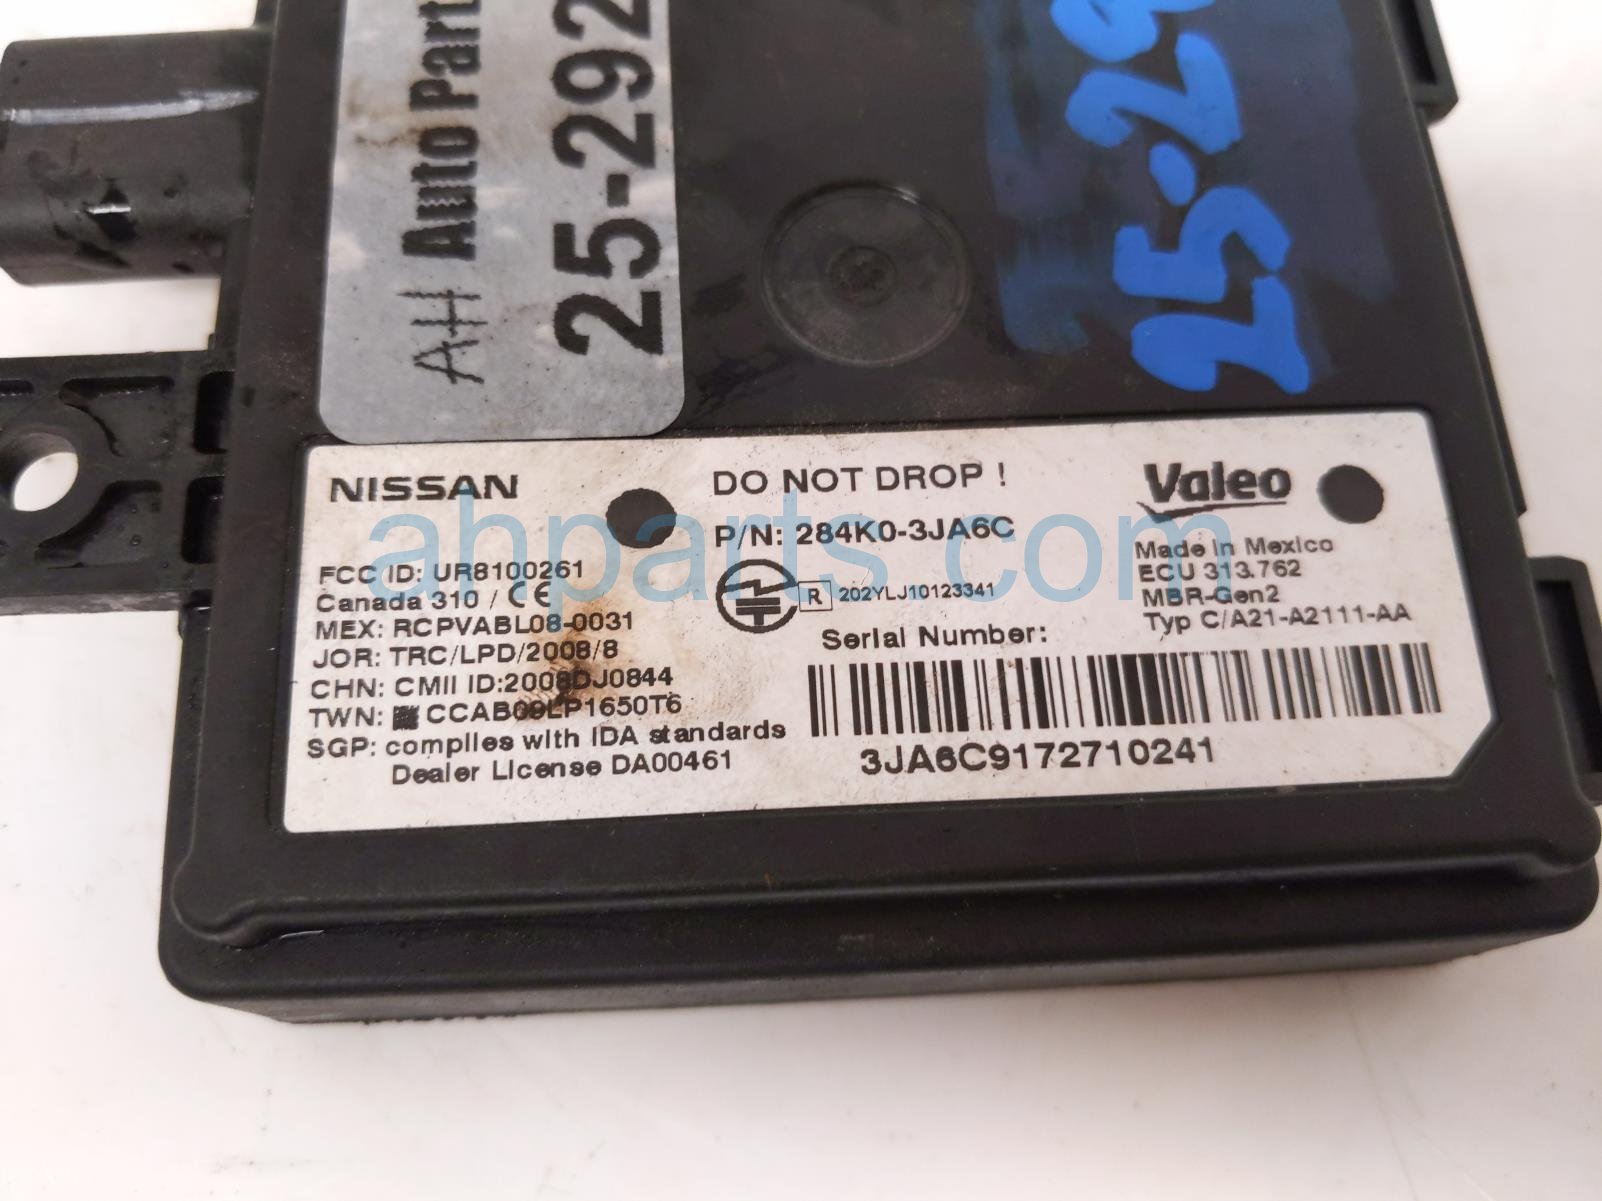 AH Auto Part
25-292
25-29
NISSAN
DO NOT DROP !
Valeo
P/N: 284K0-3JA6C
FCC ID: UR8100261
Canada 310 / CE
MEX: RCPVABL08-0031
JOR: TRC/LPD/2008/8
CHN: CMII ID:2008DJ0844
TWN: CCAB09LP1650T6
SGP: complies with IDA standards
Dealer License DA00461
R 202YLJ10123341
Made in Mexico
ECU 313.762
MBR-Gen2
Typ C/A21-A2111-AA
Serial Number:
3JA6C9172710241
ahparts.com